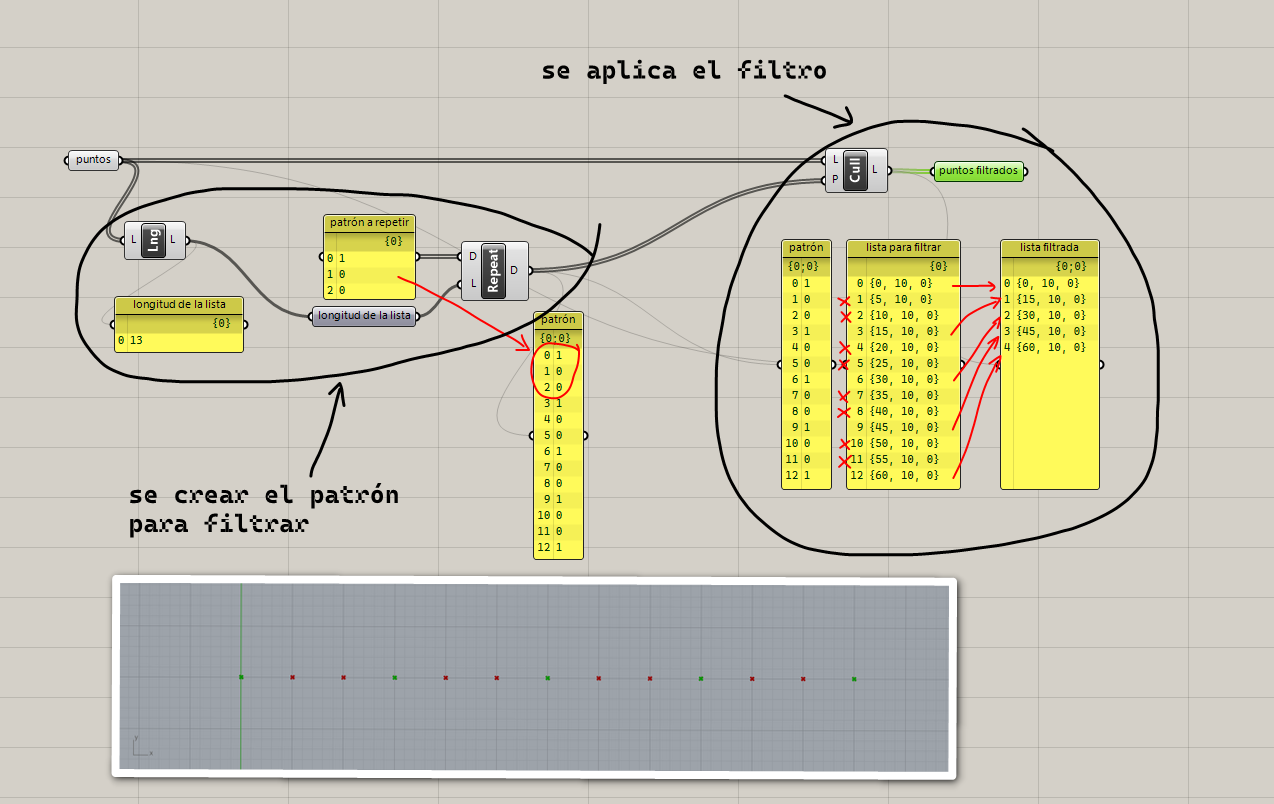 se aplica el filtro
puntos
L Lng L
patrón a repetir
{0}
0 1
1 0
2 0
D
L
Repeat
D
longitud de la lista
longitud de la lista
{0}
0 13
L
P
Cull
L
puntos filtrados
patrón
{0;0}
0 1
1 0
2 0
3 1
4 0
5 0
6 1
7 0
8 0
9 1
10 0
11 0
12 1
patrón
{0;0}
0 1
1 0
2 0
3 1
4 0
5 0
6 1
7 0
8 0
9 1
10 0
11 0
12 1
lista para filtrar
{0}
0 {0, 10, 0}
1 {5, 10, 0}
2 {10, 10, 0}
3 {15, 10, 0}
4 {20, 10, 0}
5 {25, 10, 0}
6 {30, 10, 0}
7 {35, 10, 0}
8 {40, 10, 0}
9 {45, 10, 0}
10 {50, 10, 0}
11 {55, 10, 0}
12 {60, 10, 0}
lista filtrada
{0;0}
0 {0, 10, 0}
1 {15, 10, 0}
2 {30, 10, 0}
3 {45, 10, 0}
4 {60, 10, 0}
se crear el patrón
para filtrar
y
x